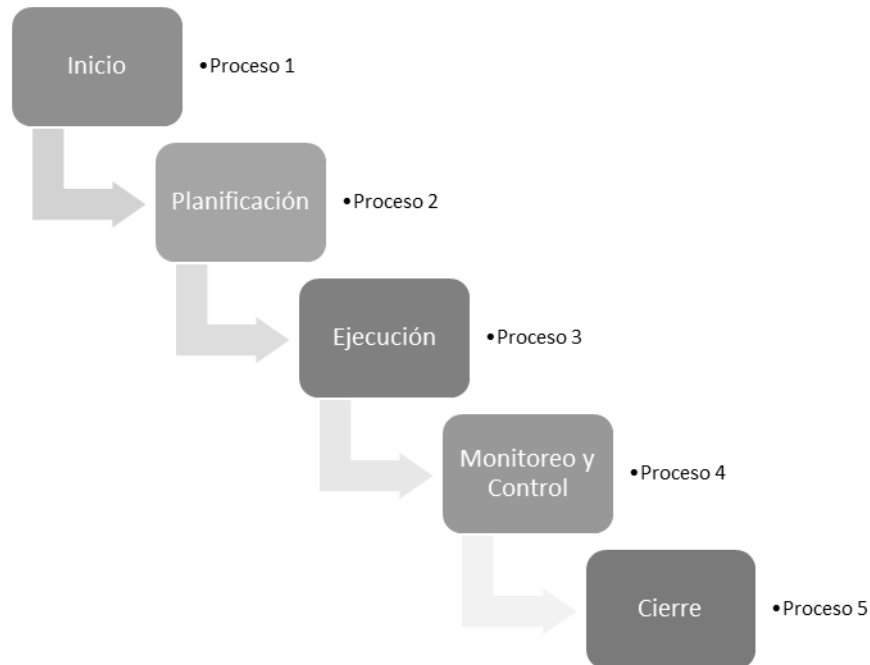 Inicio
•Proceso 1
Planificación
•Proceso 2
Ejecución
•Proceso 3
Monitoreo y
Control
•Proceso 4
Cierre
•Proceso 5